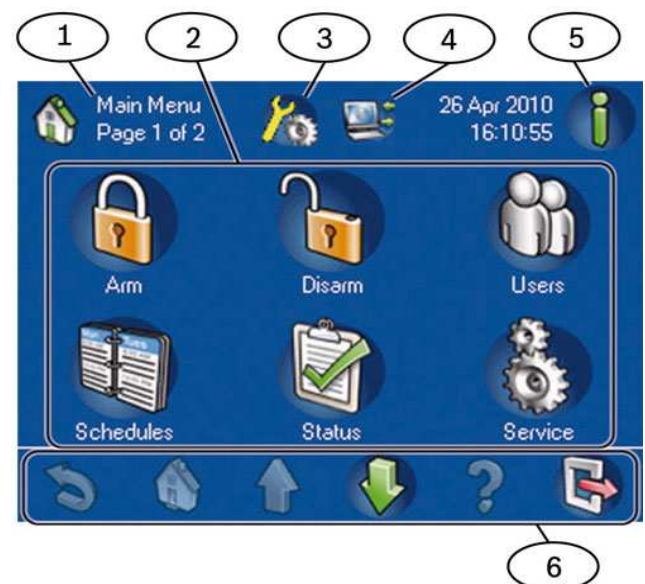 1
2
3
4
5
Main Menu
Page 1 of 2
26 Apr 2010
16:10:55
Arm
Disarm
Users
Schedules
Status
Service
6